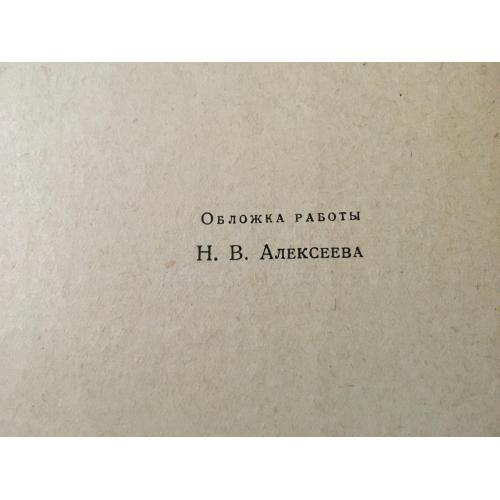 Обложка работы
Н. В. Алексеева